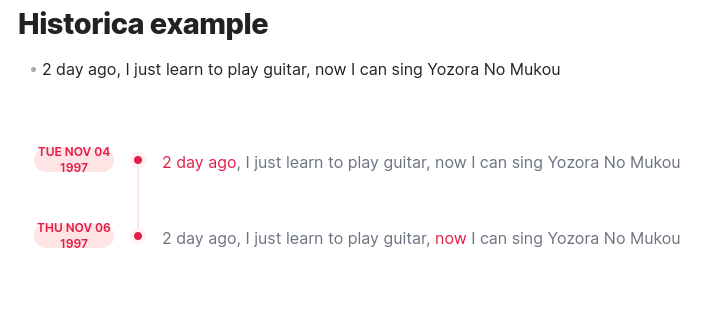 Historica example
2 day ago, I just learn to play guitar, now I can sing Yozora No Mukou
TUE NOV 04
1997
2 day ago, I just learn to play guitar, now I can sing Yozora No Mukou
THU NOV 06
1997
2 day ago, I just learn to play guitar, now I can sing Yozora No Mukou